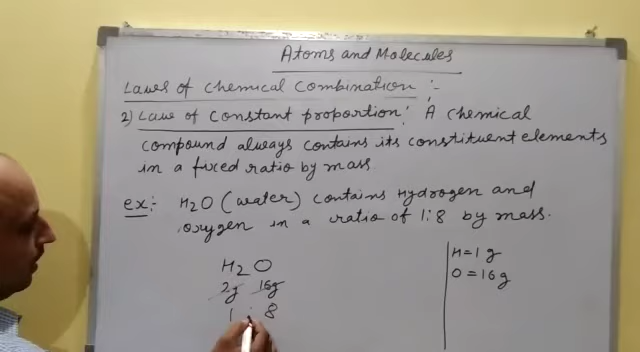 Atoms and Molecules
Laws of Chemical Combination :-
2) Law of Constant proportion: A chemical
compound always contains its constituent elements
in a fixed ratio by mass.
ex:- H₂O (water) contains Hydrogen and
oxygen in a ratio of 1:8 by mass.
H₂O
2g 16g
1 : 8
H = 1 g
O = 16 g